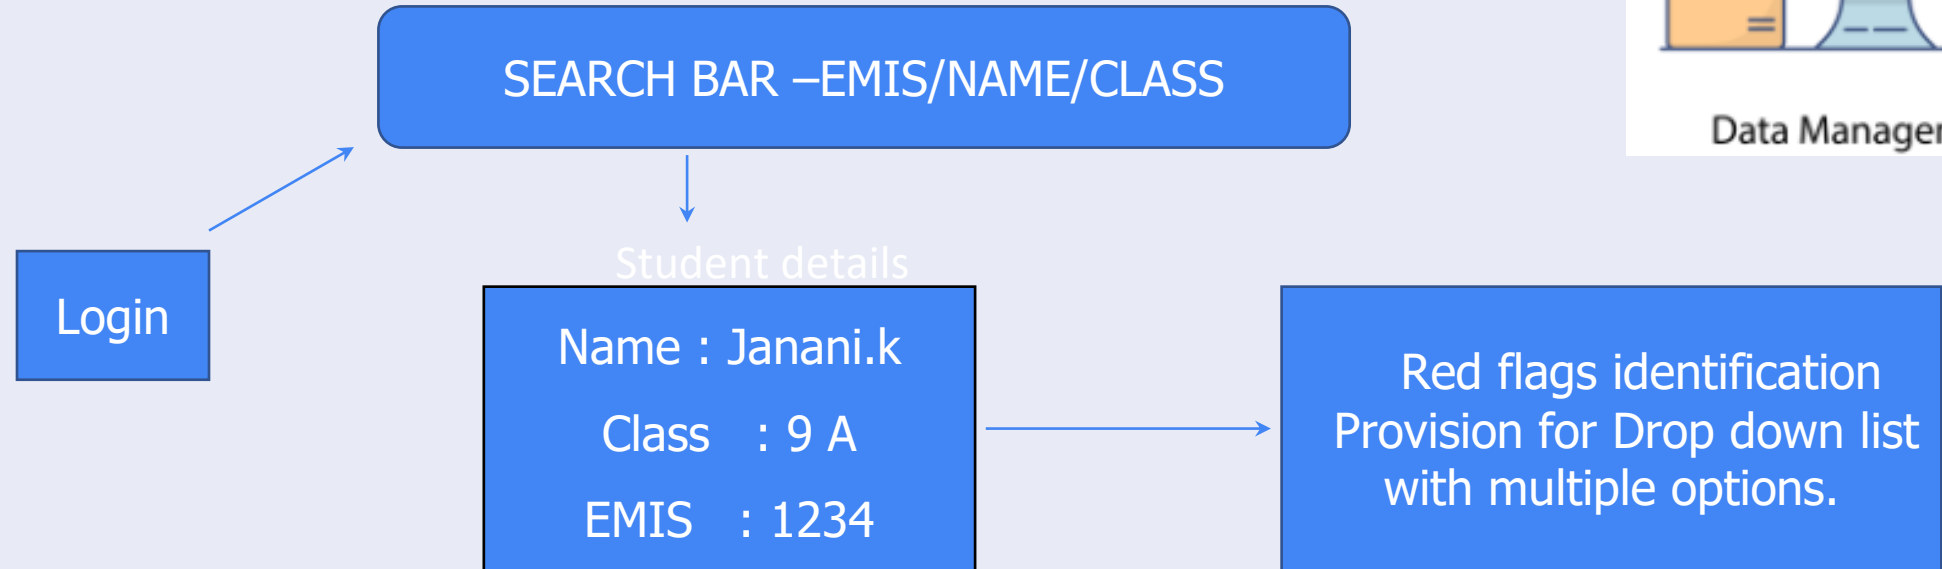 SEARCH BAR –EMIS/NAME/CLASS
Data Manager
Student details
Login
Name : Janani.k
Class : 9 A
EMIS : 1234
Red flags identification
Provision for Drop down list
with multiple options.